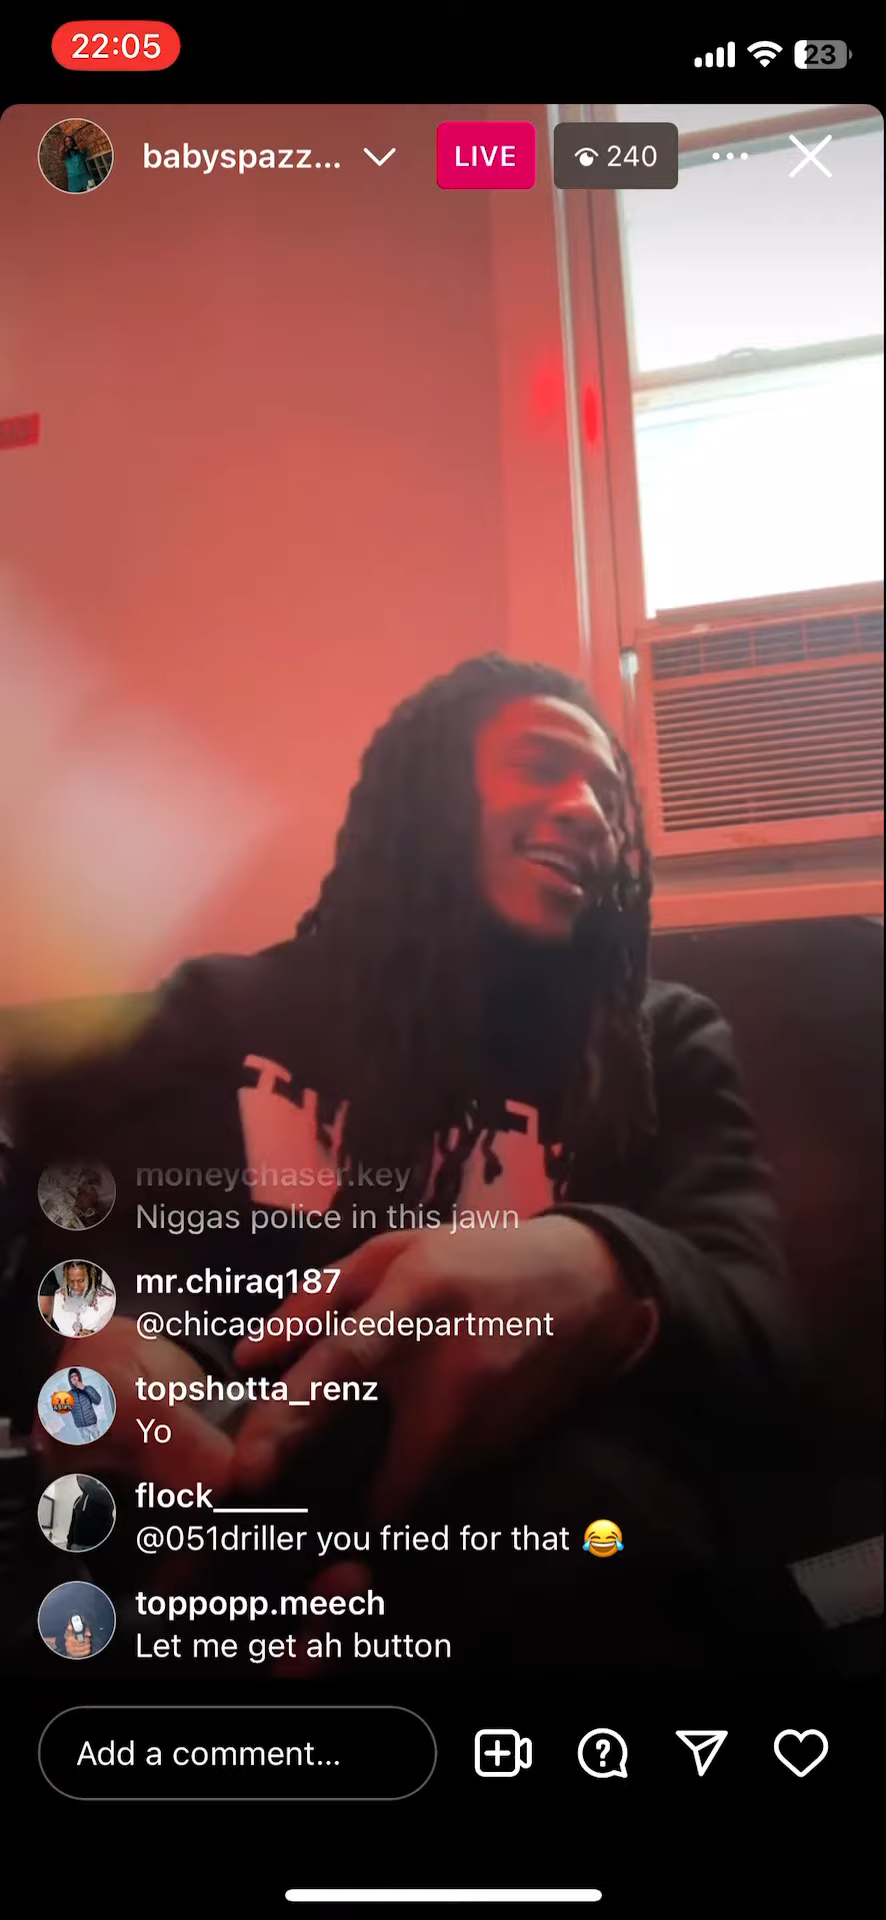 22:05
23
babyspazz...
LIVE
240
moneychaser.key
Niggas police in this jawn
mr.chiraq187
@chicagopolicedepartment
topshotta_renz
Yo
flock______
@051driller you fried for that 😂
toppopp.meech
Let me get ah button
Add a comment...